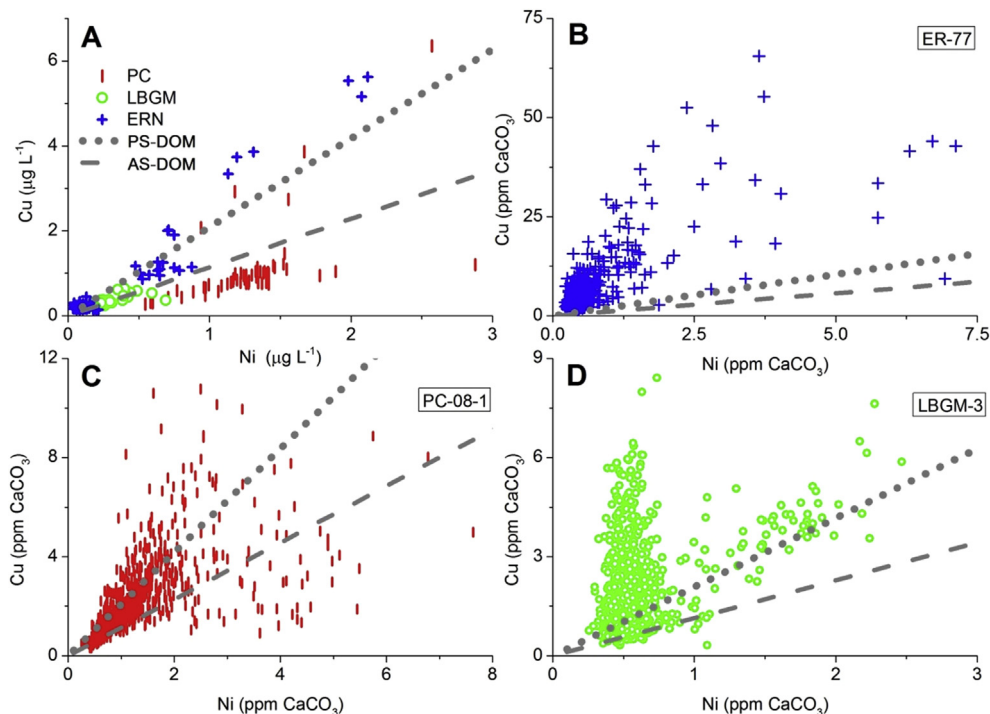 A
PC
LBGM
ERN
PS-DOM
AS-DOM
Cu (µg L⁻¹)
6
4
2
0
0 1 2 3
Ni (µg L⁻¹)
B
ER-77
Cu (ppm CaCO₃)
75
50
25
0
0.0 2.5 5.0 7.5
Ni (ppm CaCO₃)
C
PC-08-1
Cu (ppm CaCO₃)
12
8
4
0
0 2 4 6 8
Ni (ppm CaCO₃)
D
LBGM-3
Cu (ppm CaCO₃)
9
6
3
0
0 1 2 3
Ni (ppm CaCO₃)